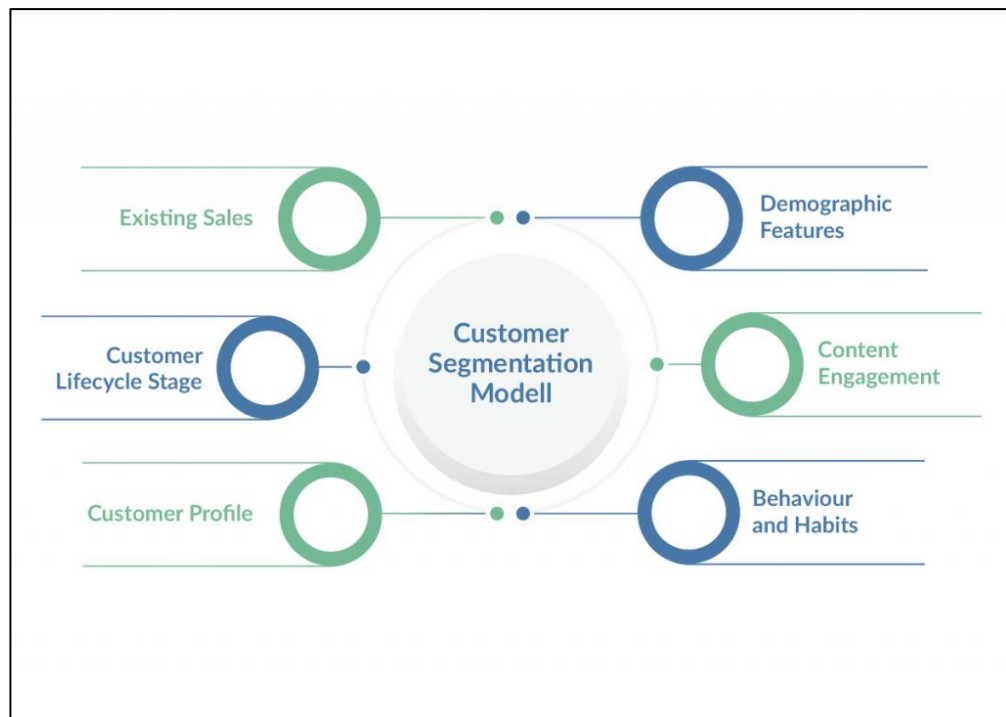 Existing Sales
Demographic
Features
Customer
Lifecycle Stage
Customer
Segmentation
Modell
Content
Engagement
Customer Profile
Behaviour
and Habits